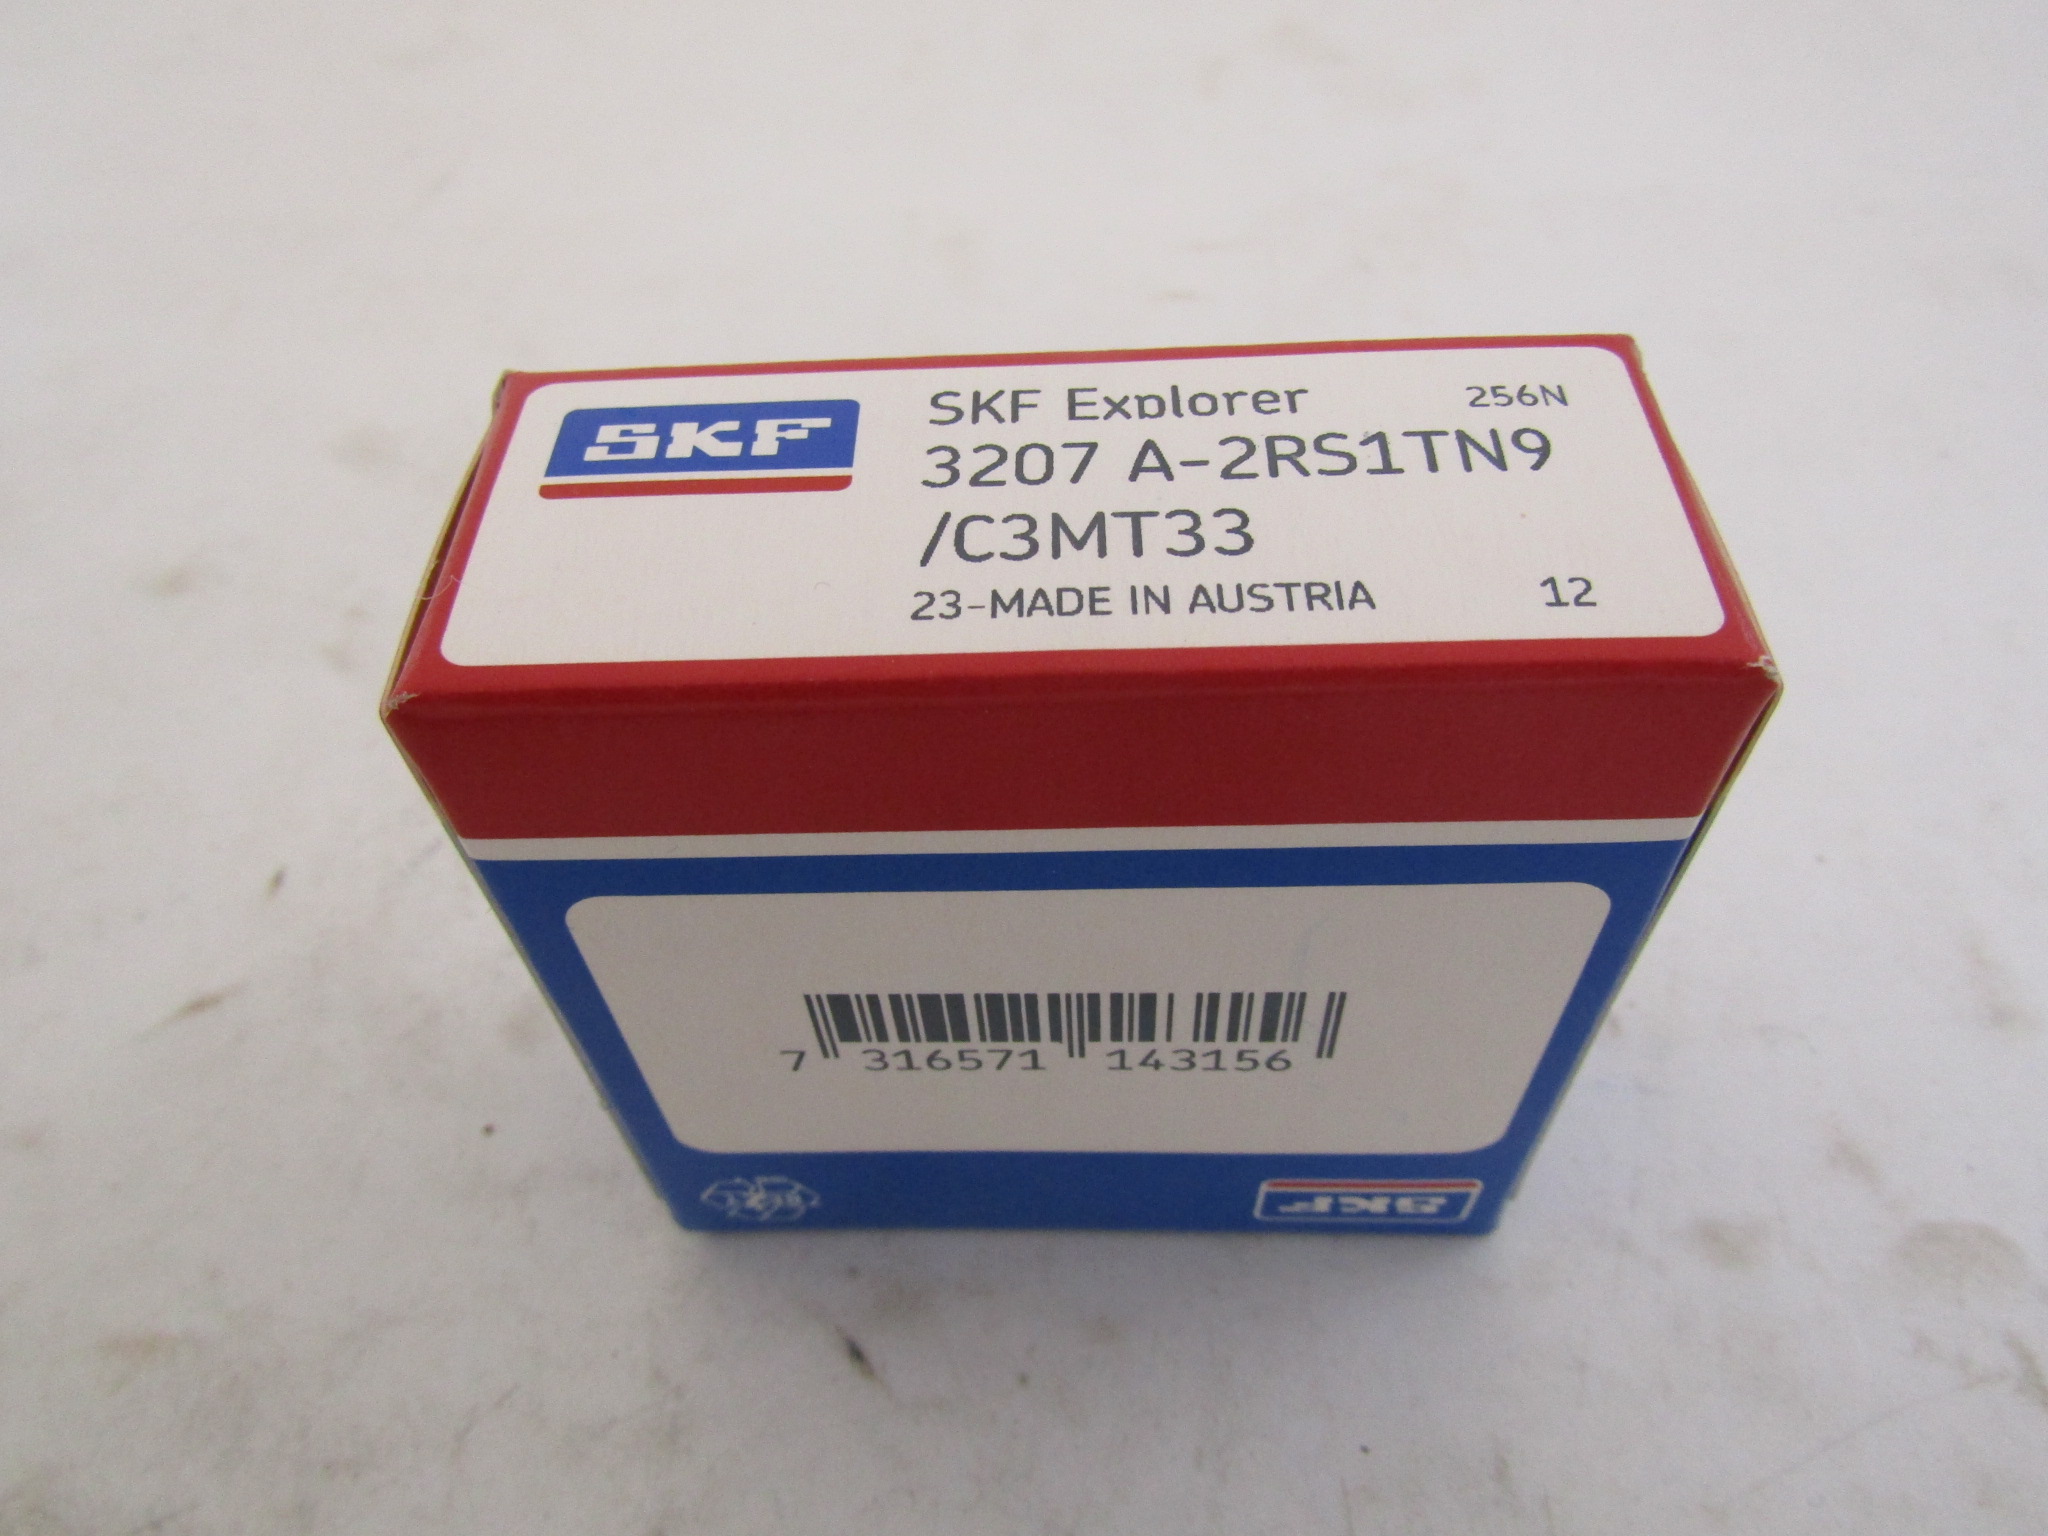 SKF
SKF Explorer 256N
3207 A-2RS1TN9
/C3MT33
23-MADE IN AUSTRIA 12
7 316571 143156
SKF